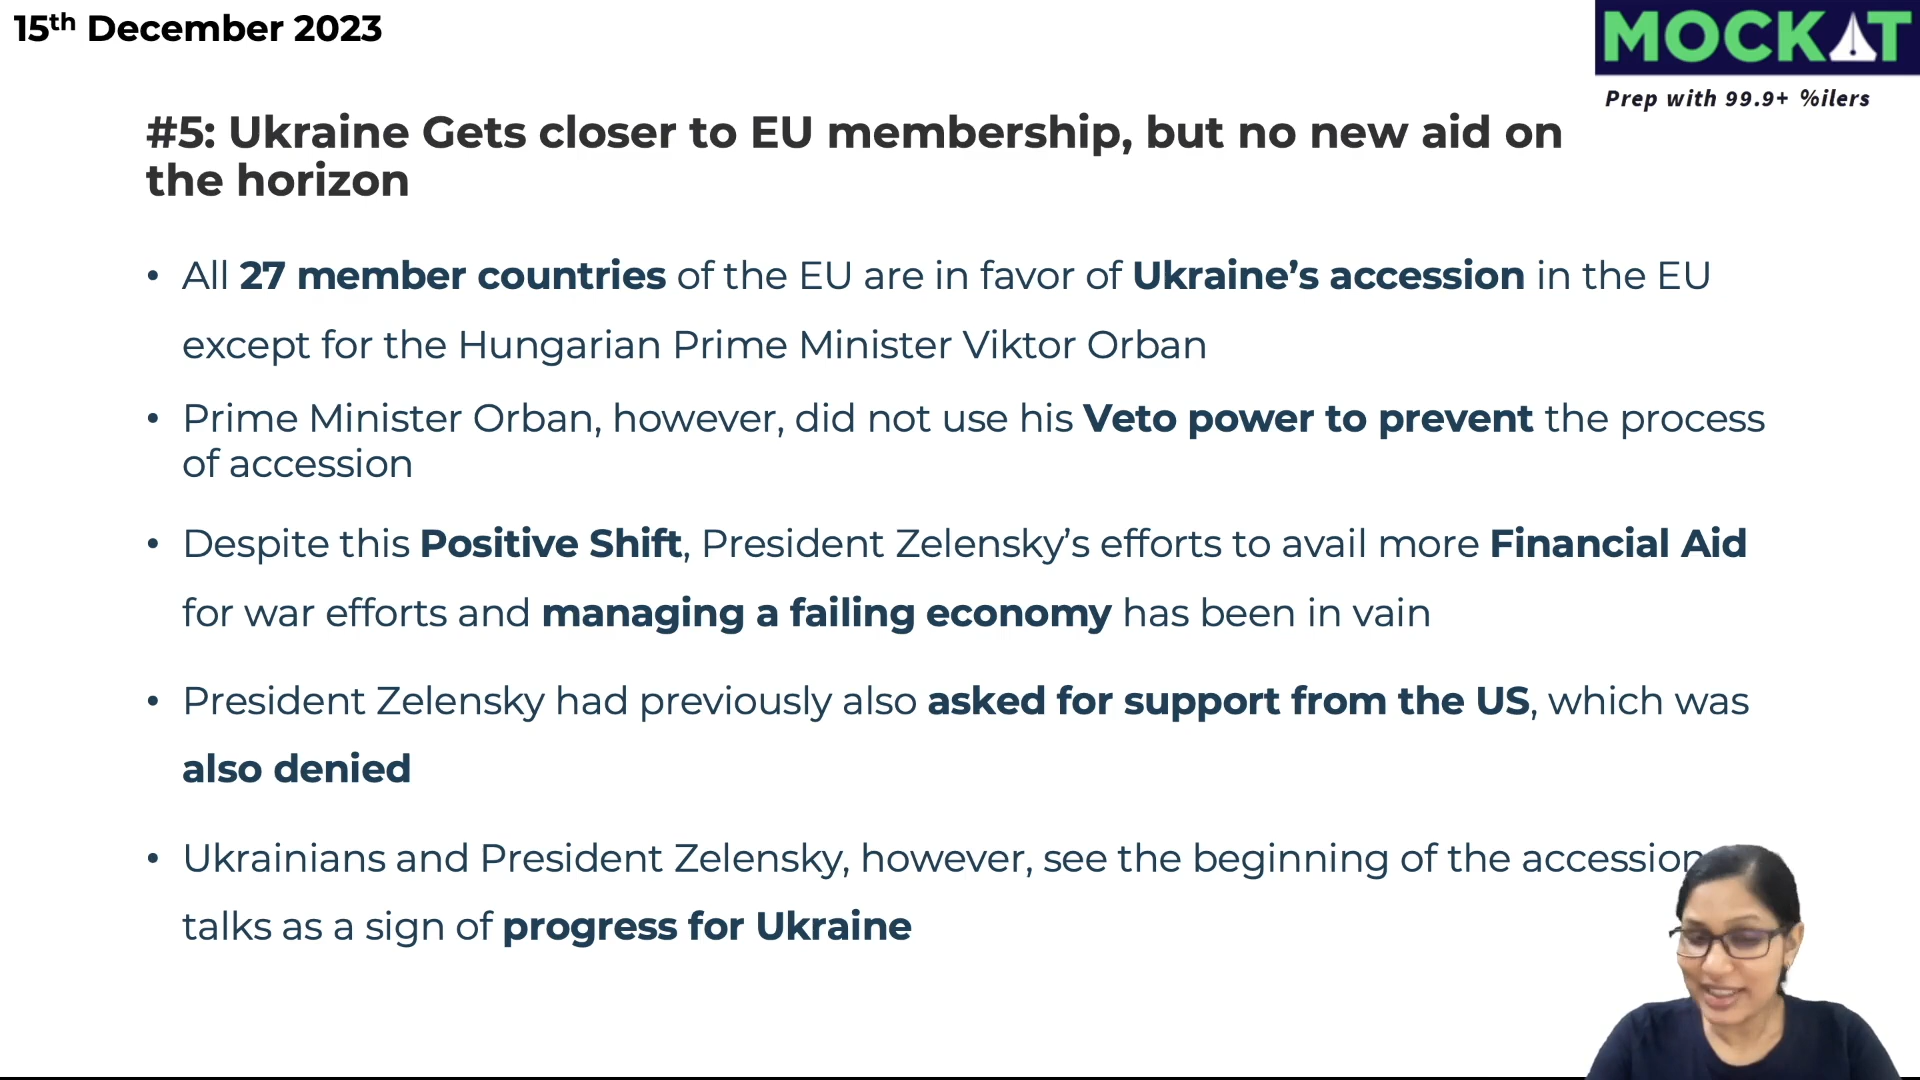 15th December 2023
MOCKAT
Prep with 99.9+ %ilers
#5: Ukraine Gets closer to EU membership, but no new aid on
the horizon
• All 27 member countries of the EU are in favor of Ukraine’s accession in the EU
except for the Hungarian Prime Minister Viktor Orban
• Prime Minister Orban, however, did not use his Veto power to prevent the process
of accession
• Despite this Positive Shift, President Zelensky’s efforts to avail more Financial Aid
for war efforts and managing a failing economy has been in vain
• President Zelensky had previously also asked for support from the US, which was
also denied
• Ukrainians and President Zelensky, however, see the beginning of the accession
talks as a sign of progress for Ukraine